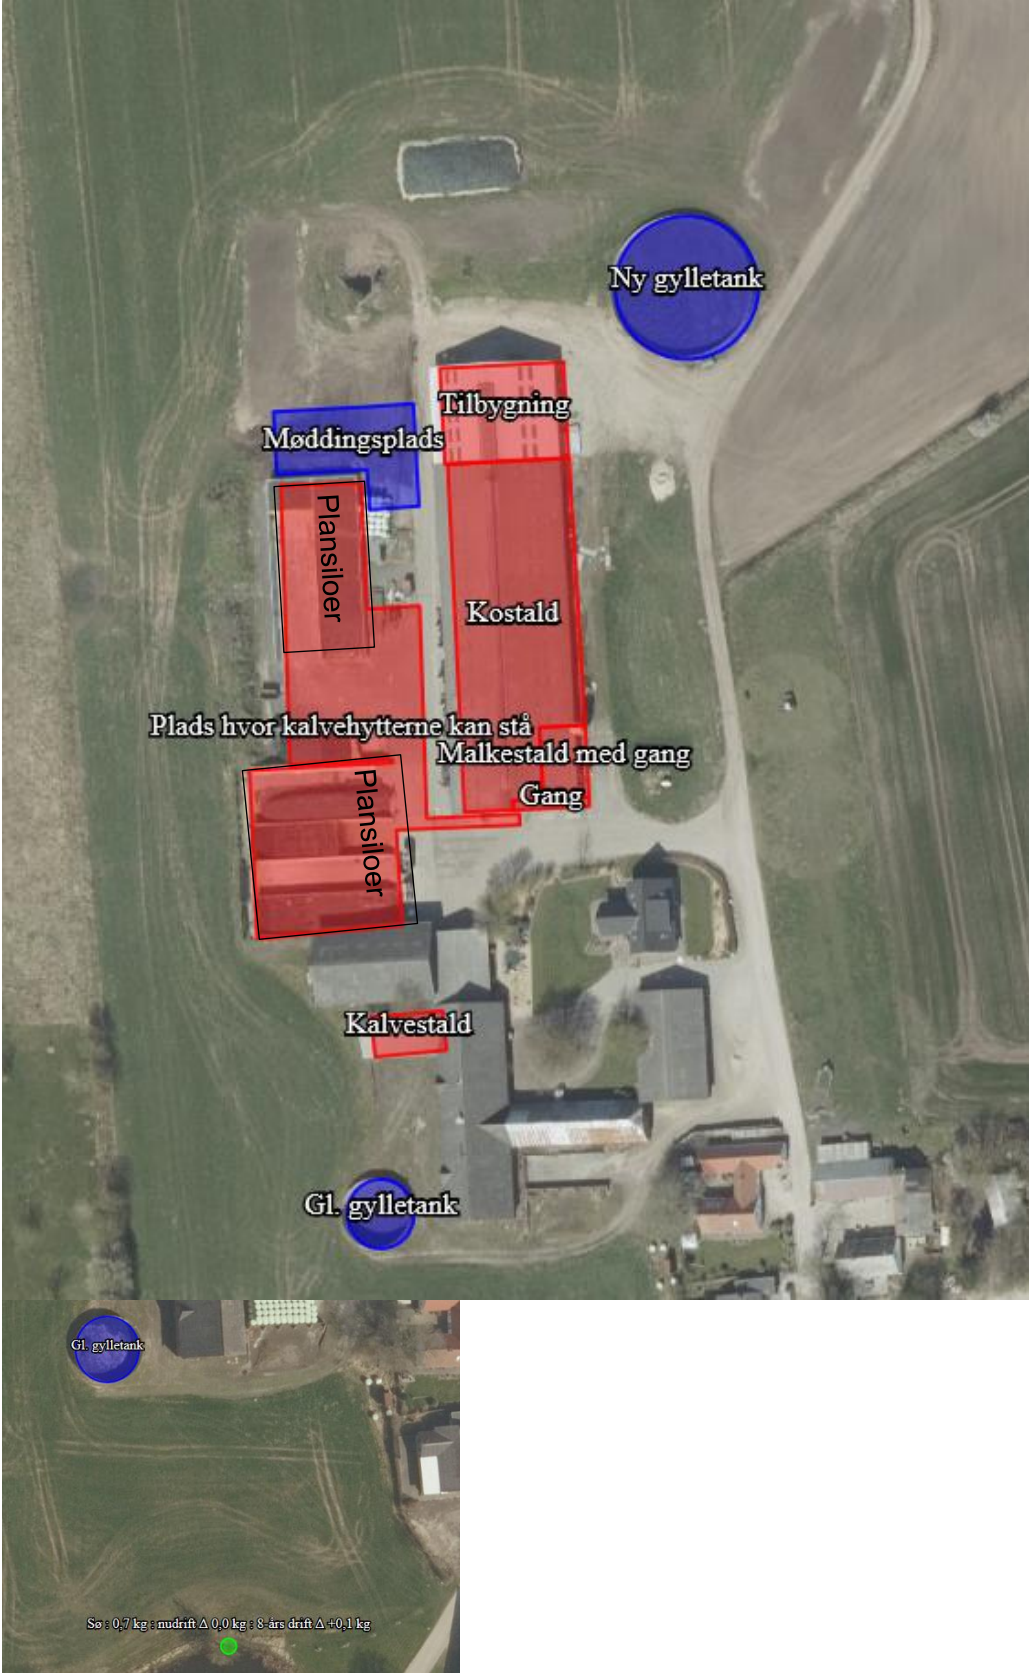 Ny gylletank
Tilbygning
Møddingsplads
Plansiloer
Kostald
Plads hvor kalvehytterne kan stå
Malkestald med gang
Gang
Plansiloer
Kalvestald
Gl. gylletank
Gl. gylletank
Sø : 0,7 kg : nudrift Δ 0,0 kg : 8-års drift Δ +0,1 kg